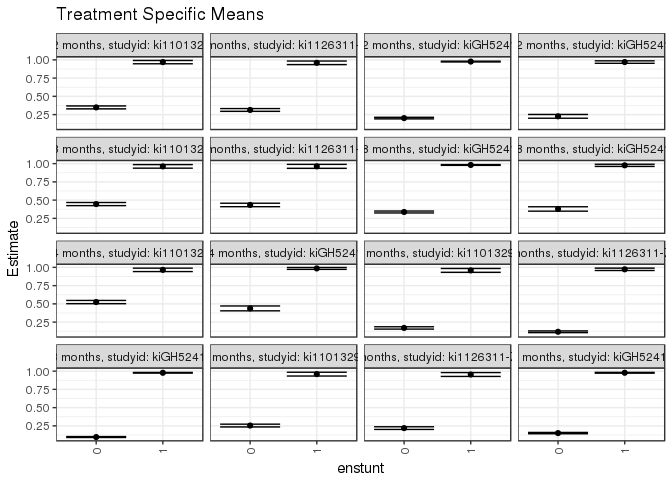 Treatment Specific Means
months, studyid: ki110132
months, studyid: ki1126311-
2 months, studyid: kiGH524
2 months, studyid: kiGH524
1.00
0.75
0.50
0.25
months, studyid: ki110132
months, studyid: ki1126311-
months, studyid: kiGH524
months, studyid: kiGH524
1.00
0.75
0.50
0.25
months, studyid: ki110132
months, studyid: kiGH524
months, studyid: ki1101329
months, studyid: ki1126311-
1.00
0.75
0.50
0.25
months, studyid: kiGH5241
months, studyid: ki1101329
months, studyid: ki1126311-
months, studyid: kiGH5241
1.00
0.75
0.50
0.25
0 1 0 1 0 1 0 1
enstunt
Estimate